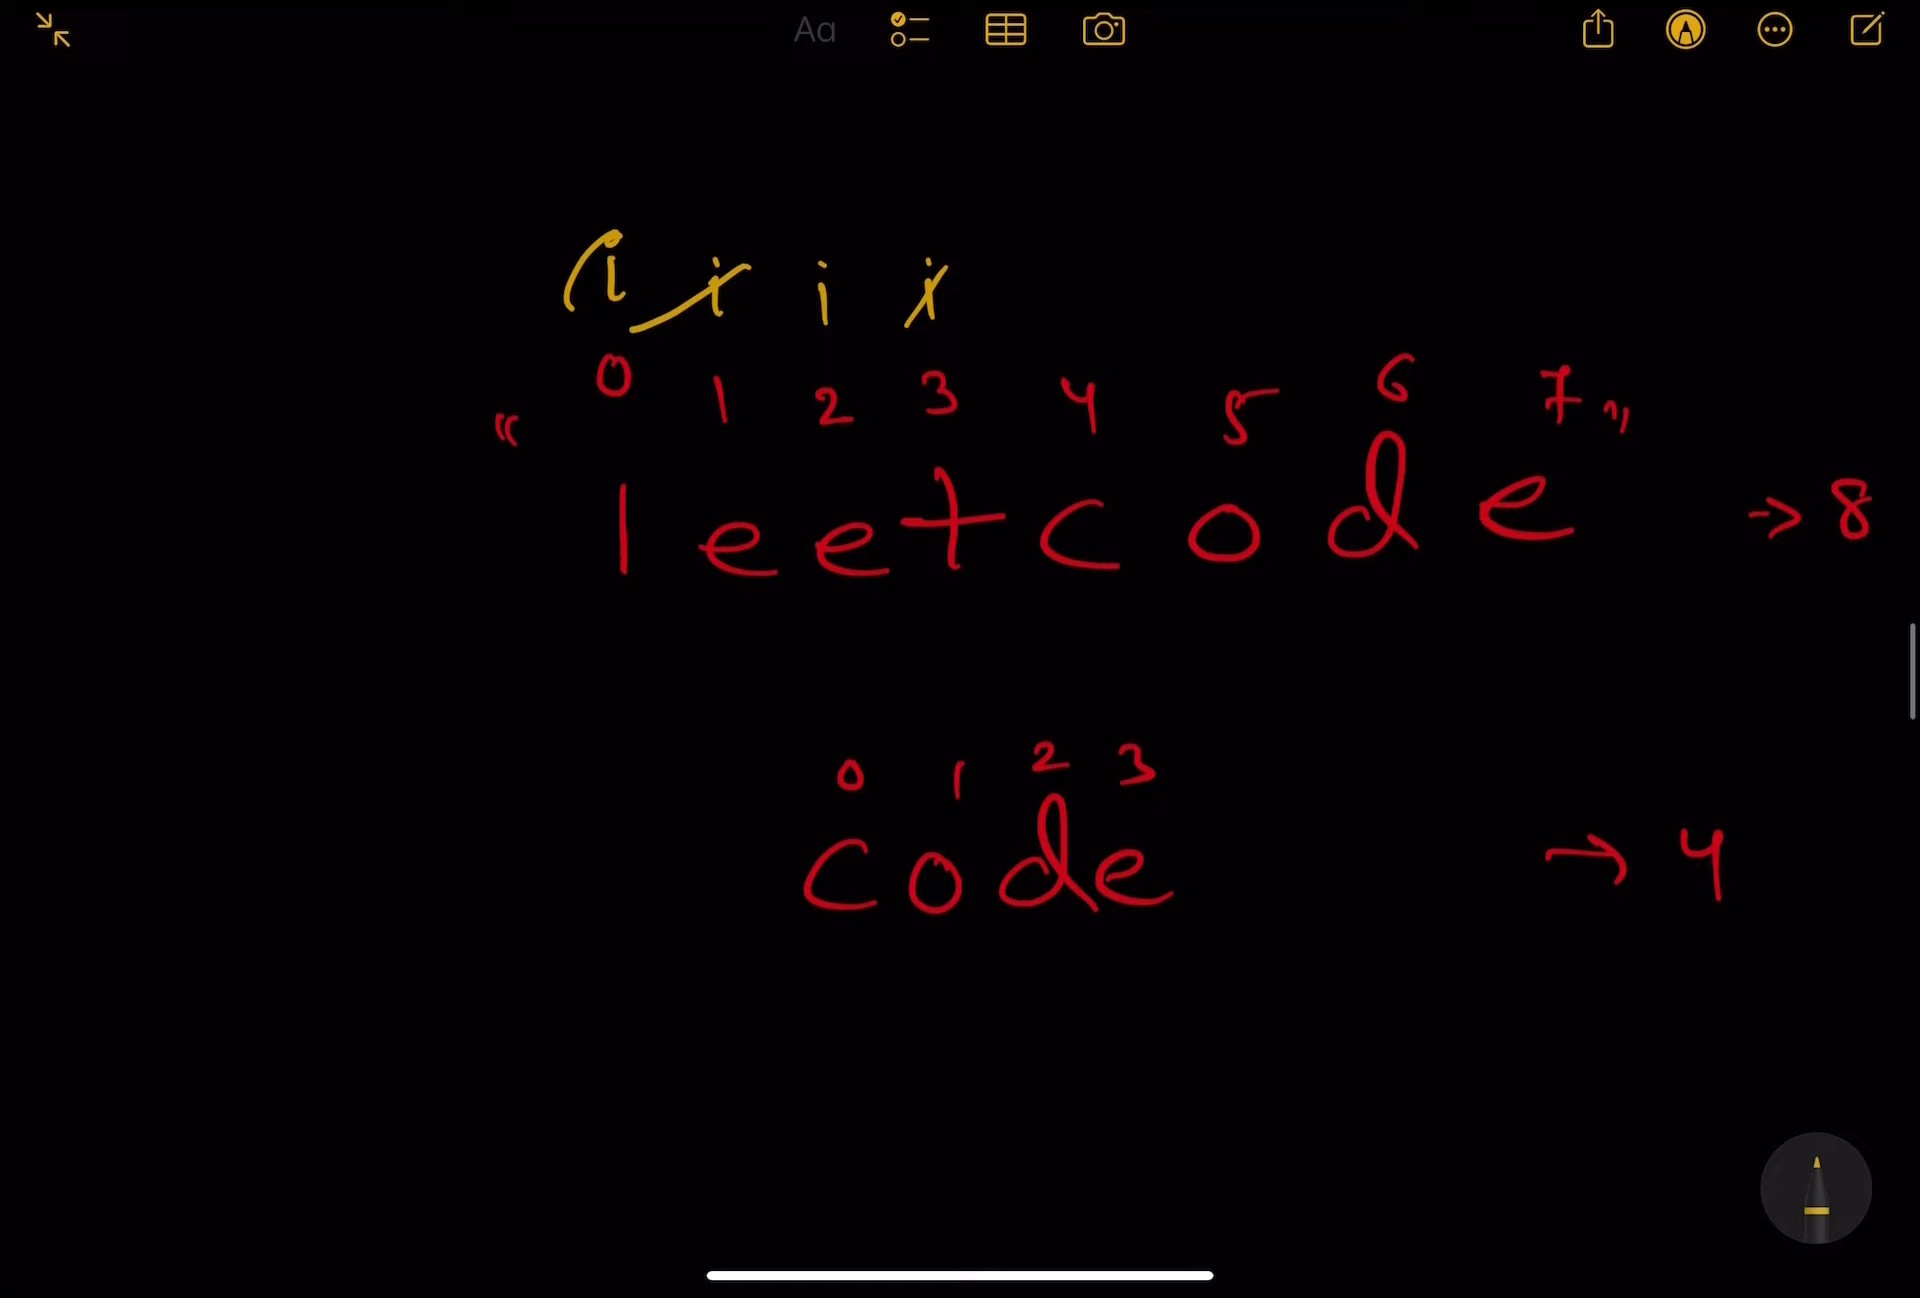 Aa
i i i i
0 1 2 3 4 5 6 7
"leetcode" → 8
0 1 2 3
code → 4